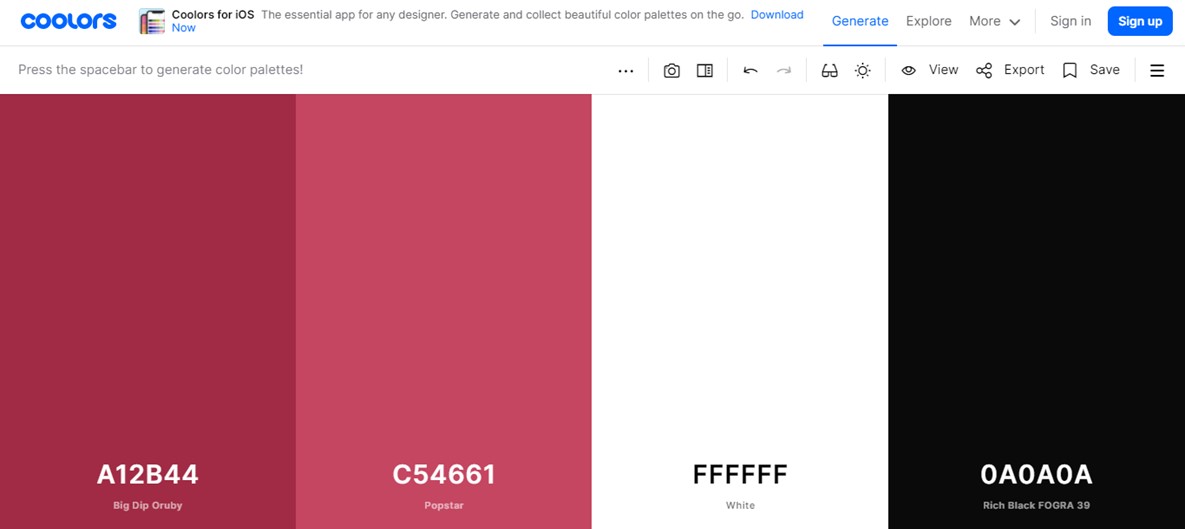 coolors
Coolors for iOS The essential app for any designer. Generate and collect beautiful color palettes on the go. Download
Now
Generate Explore More Sign in Sign up
Press the spacebar to generate color palettes!
View Export Save
A12B44 C54661 FFFFFF 0A0A0A
Big Dip Oruby Popstar White Rich Black FOGRA 39